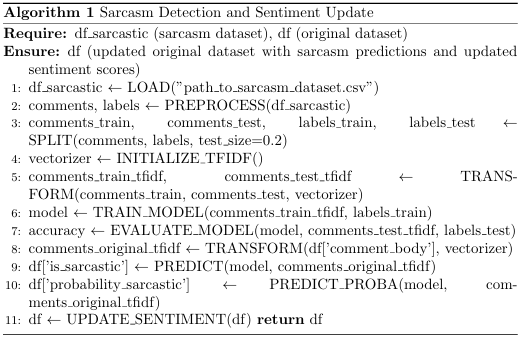 Algorithm 1 Sarcasm Detection and Sentiment Update
Require: df_sarcastic (sarcasm dataset), df (original dataset)
Ensure: df (updated original dataset with sarcasm predictions and updated
sentiment scores)
1: df_sarcastic ← LOAD("path_to_sarcasm_dataset.csv")
2: comments, labels ← PREPROCESS(df_sarcastic)
3: comments_train, comments_test, labels_train, labels_test ←
SPLIT(comments, labels, test_size=0.2)
4: vectorizer ← INITIALIZE_TFIDF()
5: comments_train_tfidf, comments_test_tfidf ← TRANS-
FORM(comments_train, comments_test, vectorizer)
6: model ← TRAIN_MODEL(comments_train_tfidf, labels_train)
7: accuracy ← EVALUATE_MODEL(model, comments_test_tfidf, labels_test)
8: comments_original_tfidf ← TRANSFORM(df['comment_body'], vectorizer)
9: df['is_sarcastic'] ← PREDICT(model, comments_original_tfidf)
10: df['probability_sarcastic'] ← PREDICT_PROBA(model, com-
ments_original_tfidf)
11: df ← UPDATE_SENTIMENT(df) return df